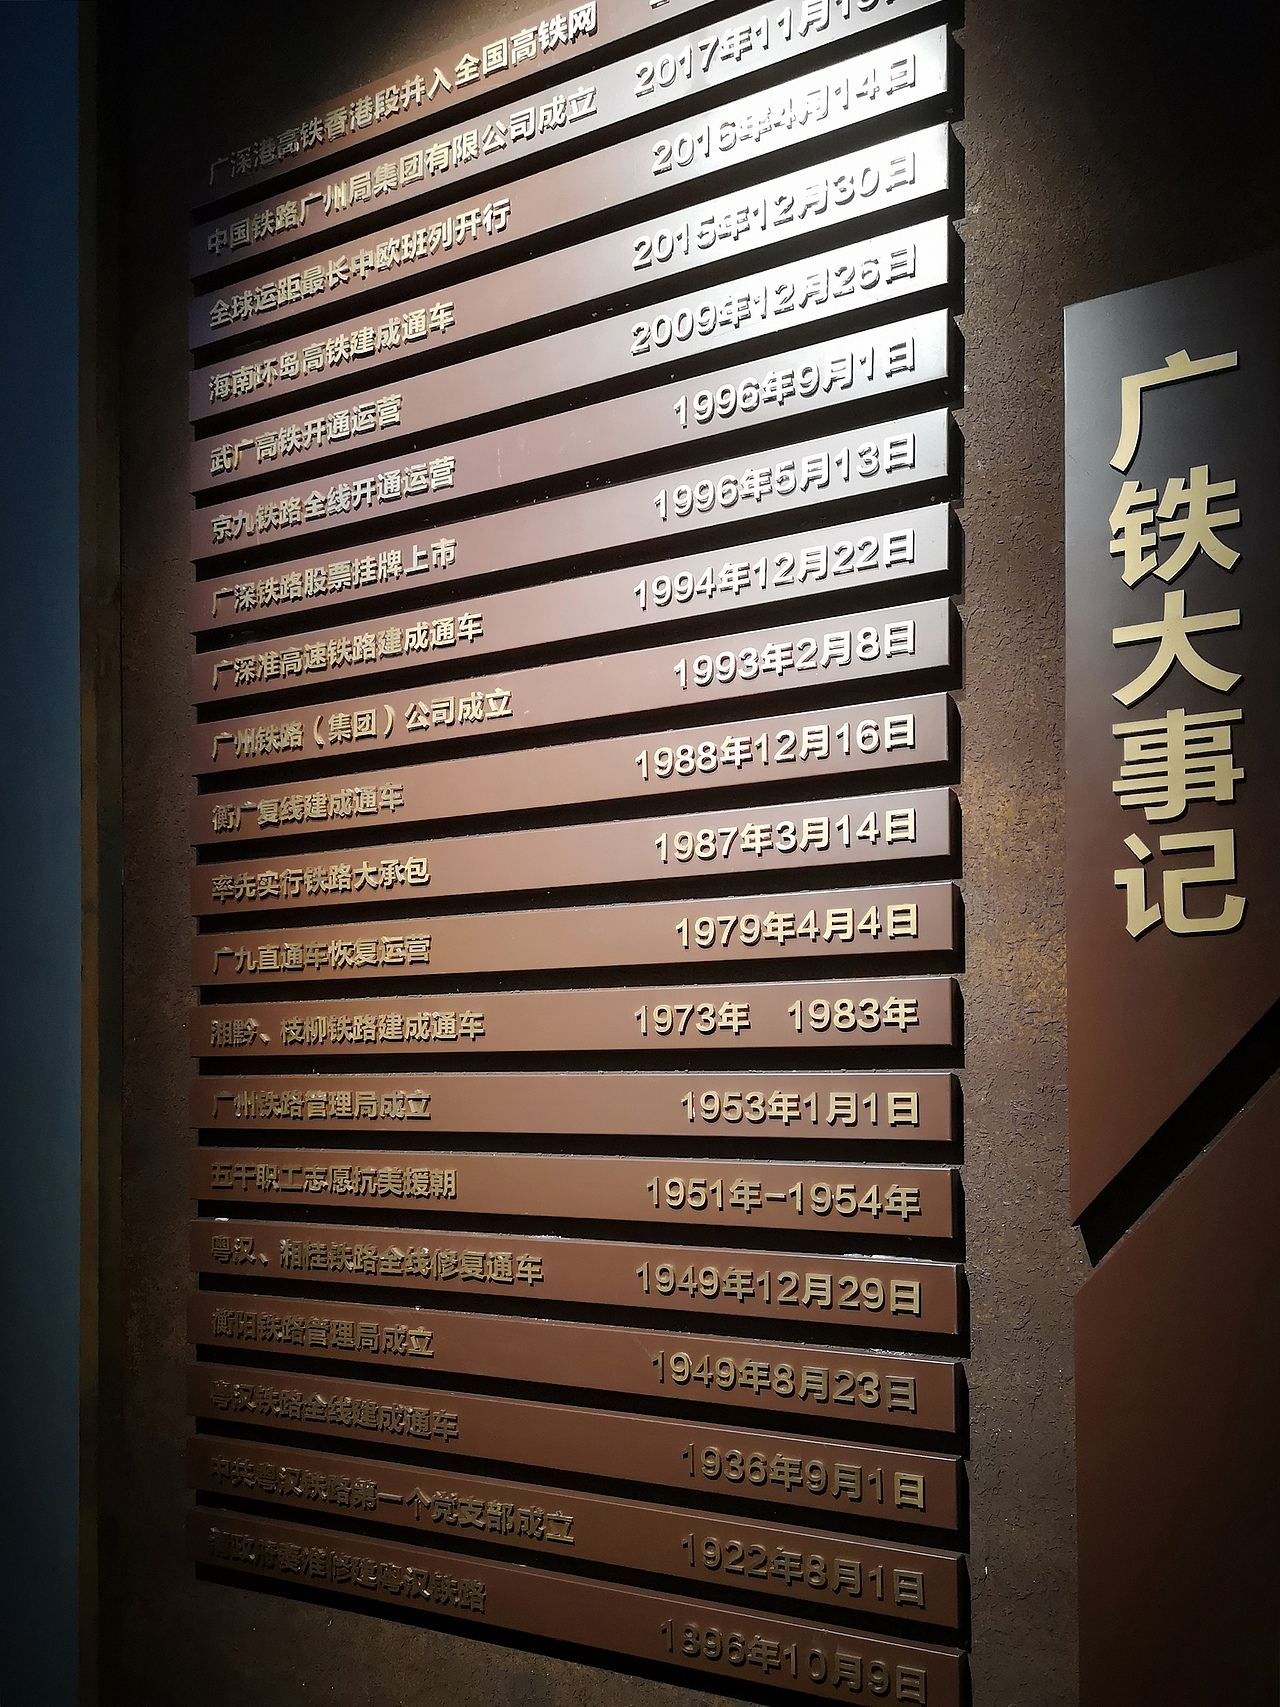 广深港高铁香港段并入全国高铁网
中国铁路广州局集团有限公司成立 2017年11月
全球运距最长中欧班列开行 2016年4月14日
海南环岛高铁建成通车 2015年12月30日
武广高铁开通运营 2009年12月26日
京九铁路全线开通运营 1996年9月1日
广深铁路股票挂牌上市 1996年5月13日
广深准高速铁路建成通车 1994年12月22日
广州铁路（集团）公司成立 1993年2月8日
衡广复线建成通车 1988年12月16日
率先实行铁路大承包 1987年3月14日
广九直通车恢复运营 1979年4月4日
湘黔、枝柳铁路建成通车 1973年 1983年
广州铁路管理局成立 1953年1月1日
五千职工志愿抗美援朝 1951年-1954年
粤汉、湘桂铁路全线修复通车 1949年12月29日
衡阳铁路管理局成立 1949年8月23日
粤汉铁路全线建成通车 1936年9月1日
中共粤汉铁路第一个党支部成立 1922年8月1日
清政府宴准修造粤汉铁路 1896年10月9日
广铁大事记